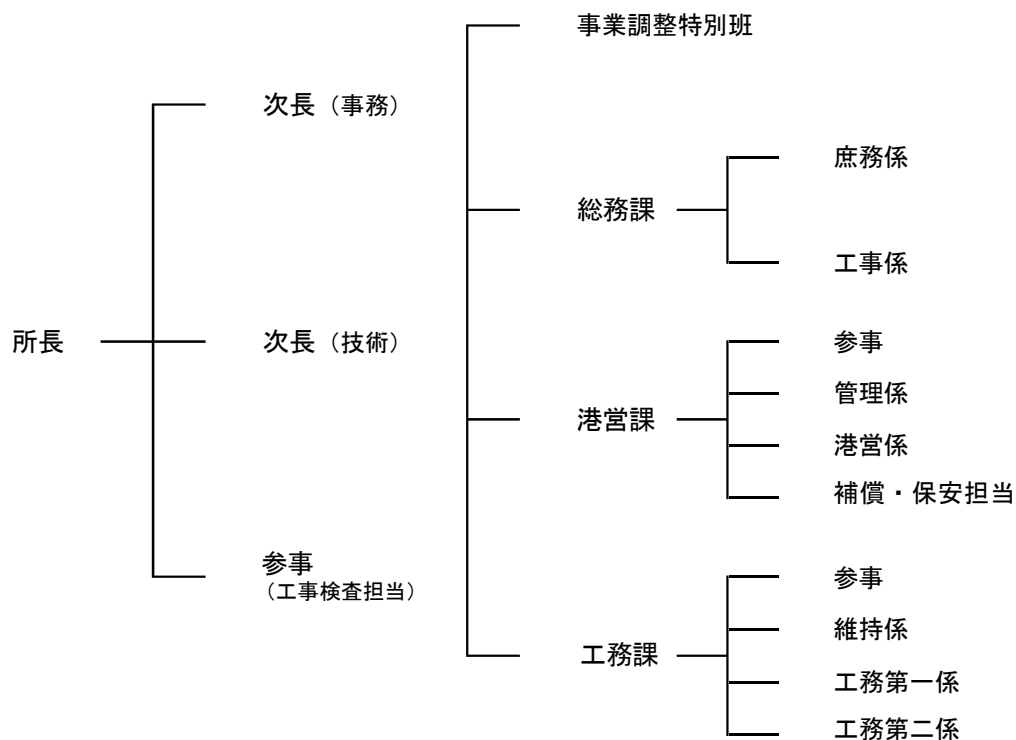 所長
次長（事務）
次長（技術）
参事
（工事検査担当）
事業調整特別班
総務課
庶務係
工事係
港営課
参事
管理係
港営係
補償・保安担当
工務課
参事
維持係
工務第一係
工務第二係